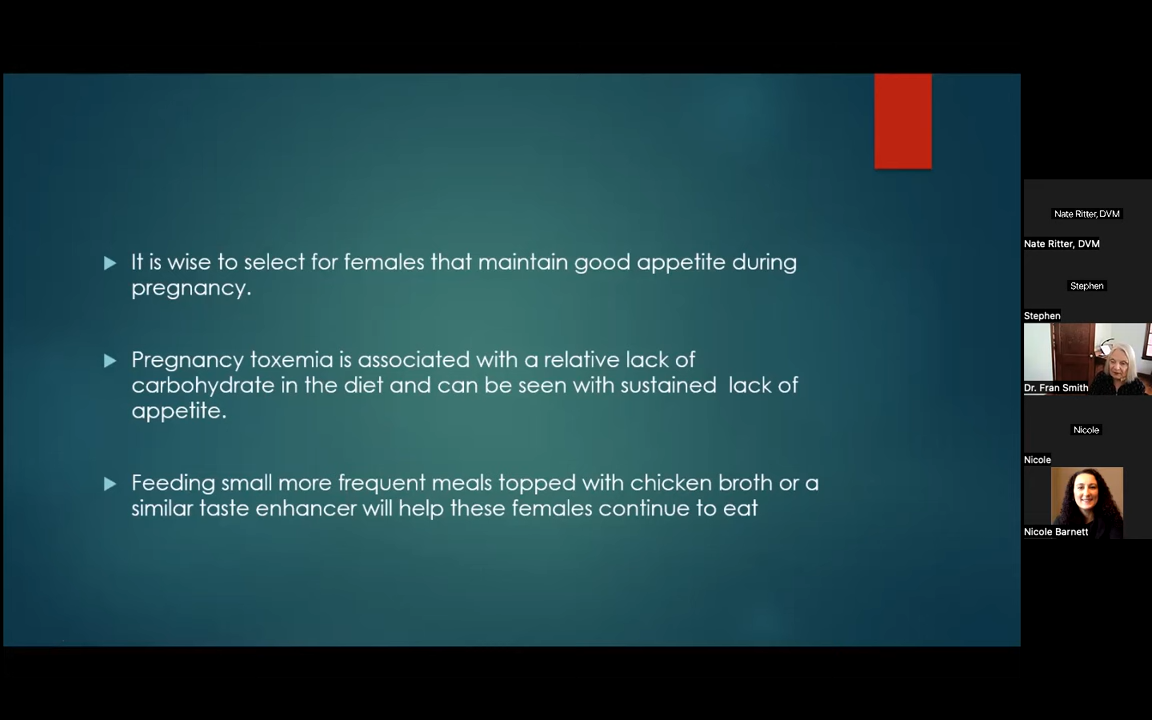 It is wise to select for females that maintain good appetite during
pregnancy.
Pregnancy toxemia is associated with a relative lack of
carbohydrate in the diet and can be seen with sustained lack of
appetite.
Feeding small more frequent meals topped with chicken broth or a
similar taste enhancer will help these females continue to eat
Nate Ritter, DVM
Nate Ritter, DVM
Stephen
Stephen
Dr. Fran Smith
Nicole
Nicole
Nicole Barnett